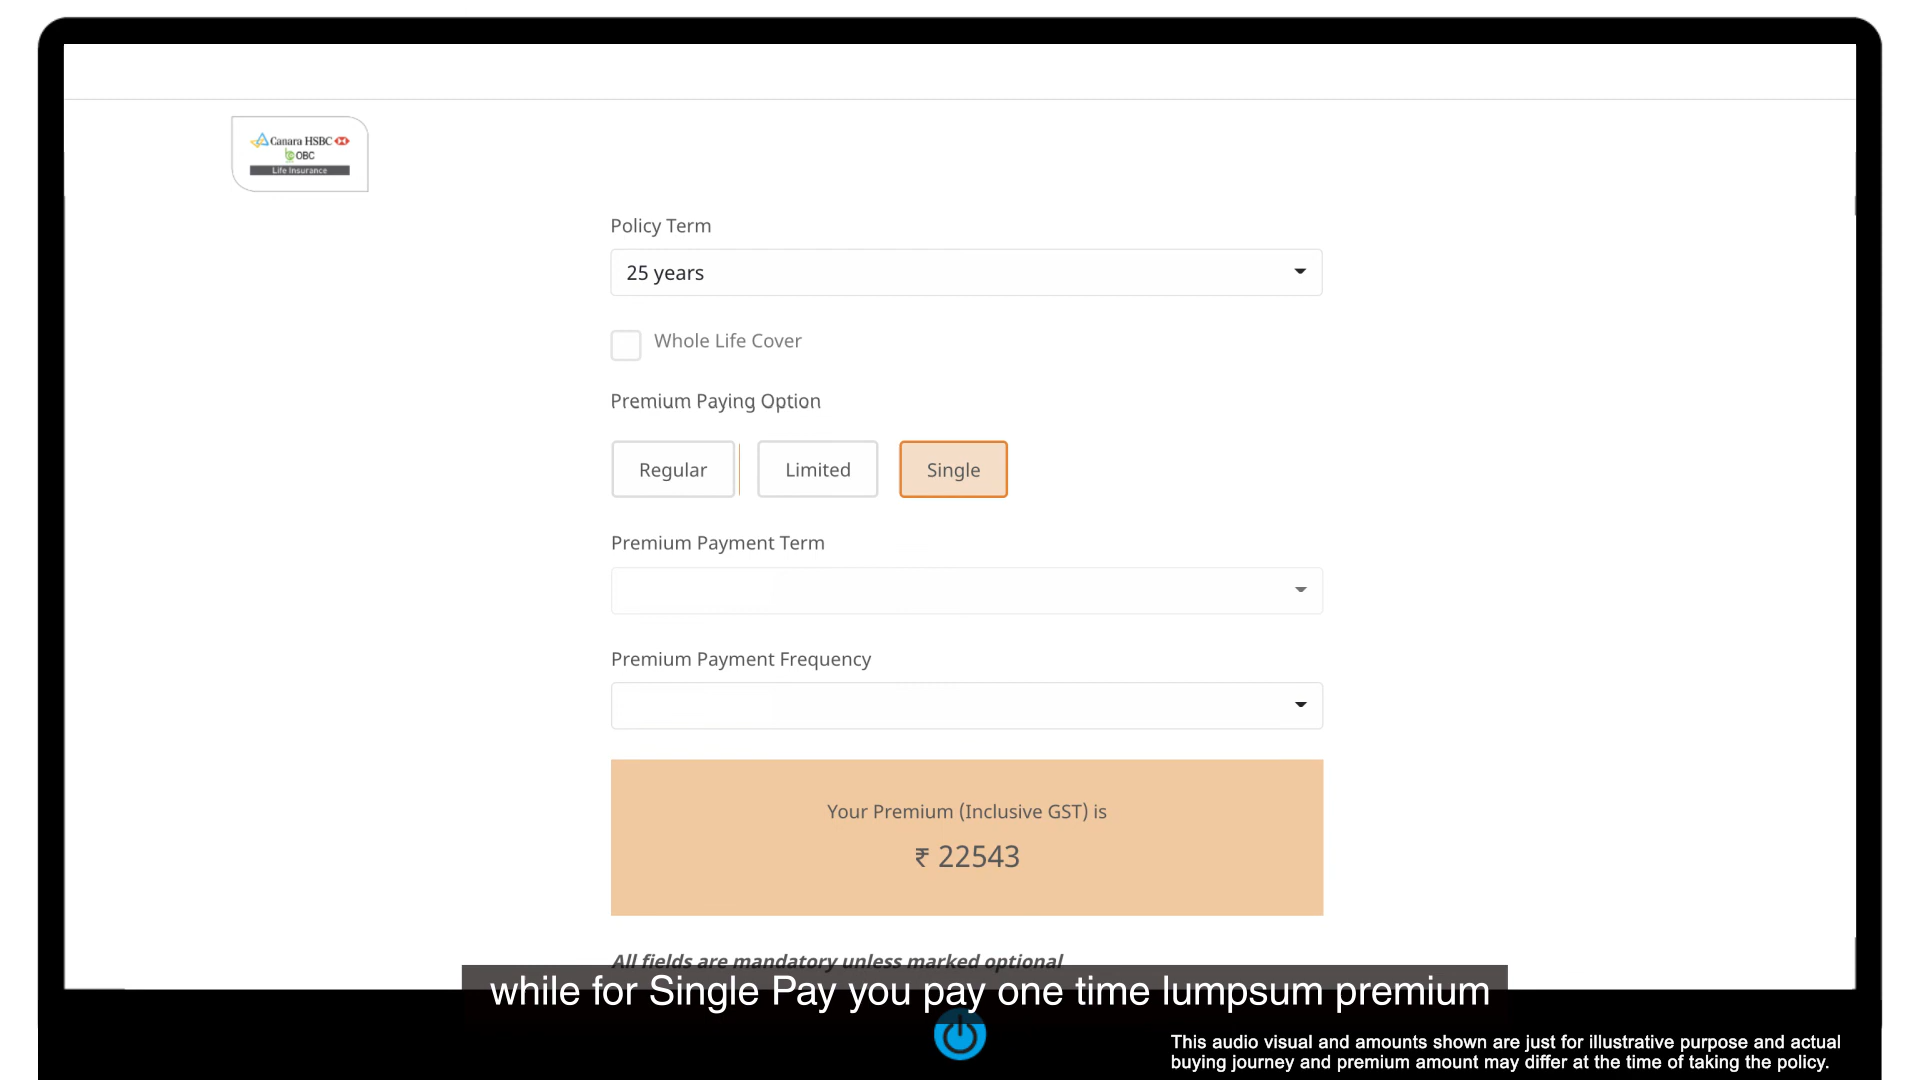 Canara HSBC
OBC
Life Insurance
Policy Term
25 years
Whole Life Cover
Premium Paying Option
Regular
Limited
Single
Premium Payment Term
Premium Payment Frequency
Your Premium (Inclusive GST) is
₹ 22543
All fields are mandatory unless marked optional
while for Single Pay you pay one time lumpsum premium
This audio visual and amounts shown are just for illustrative purpose and actual
buying journey and premium amount may differ at the time of taking the policy.